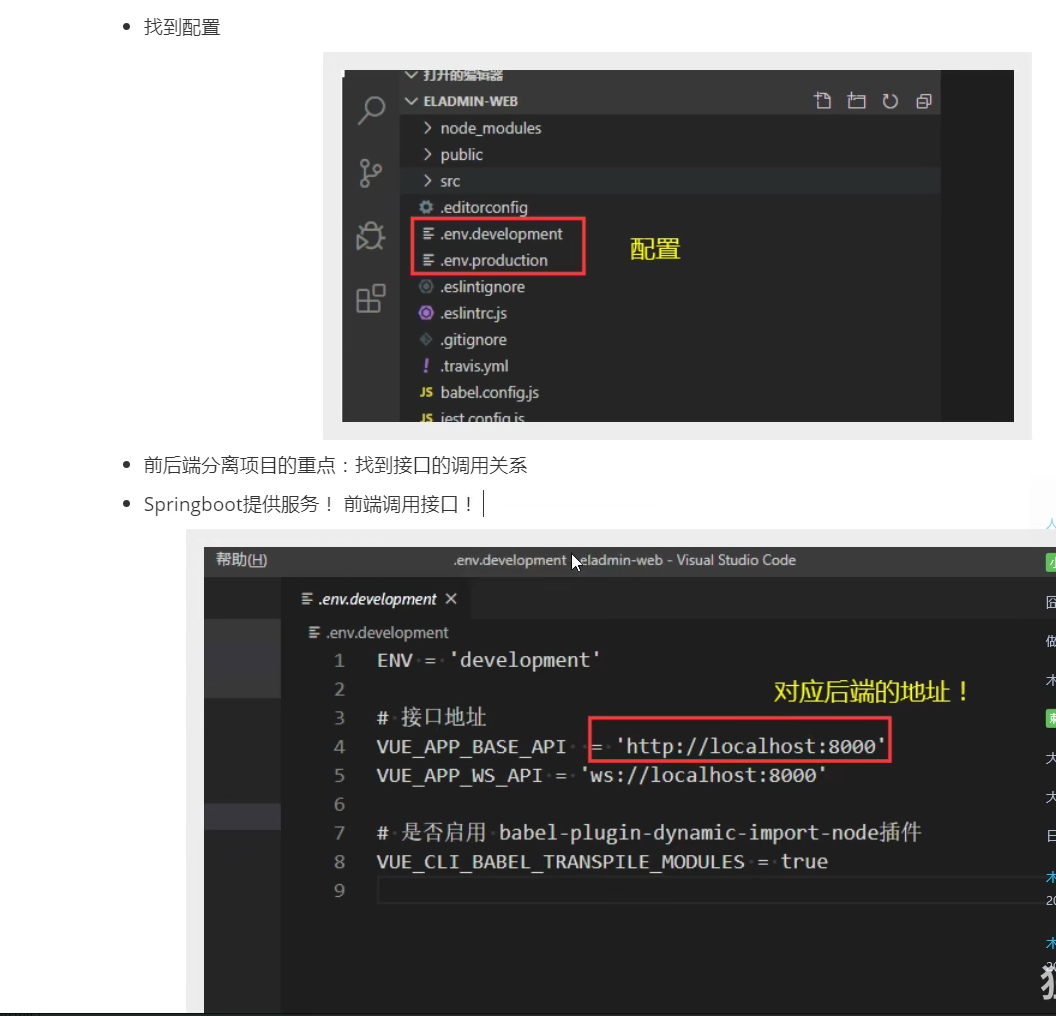 找到配置
打开的编辑器
ELADMIN-WEB
node_modules
public
src
.editorconfig
.env.development
.env.production
配置
.eslintignore
.eslintrc.js
.gitignore
.travis.yml
babel.config.js
jest.config.js
前后端分离项目的重点：找到接口的调用关系
Springboot提供服务！ 前端调用接口！
帮助(H)
.env.development - eladmin-web - Visual Studio Code
.env.development
.env.development
1 ENV = 'development'
2
对应后端的地址！
3 # 接口地址
4 VUE_APP_BASE_API = 'http://localhost:8000'
5 VUE_APP_WS_API = 'ws://localhost:8000'
6
7 # 是否启用 babel-plugin-dynamic-import-node插件
8 VUE_CLI_BABEL_TRANSPILE_MODULES = true
9